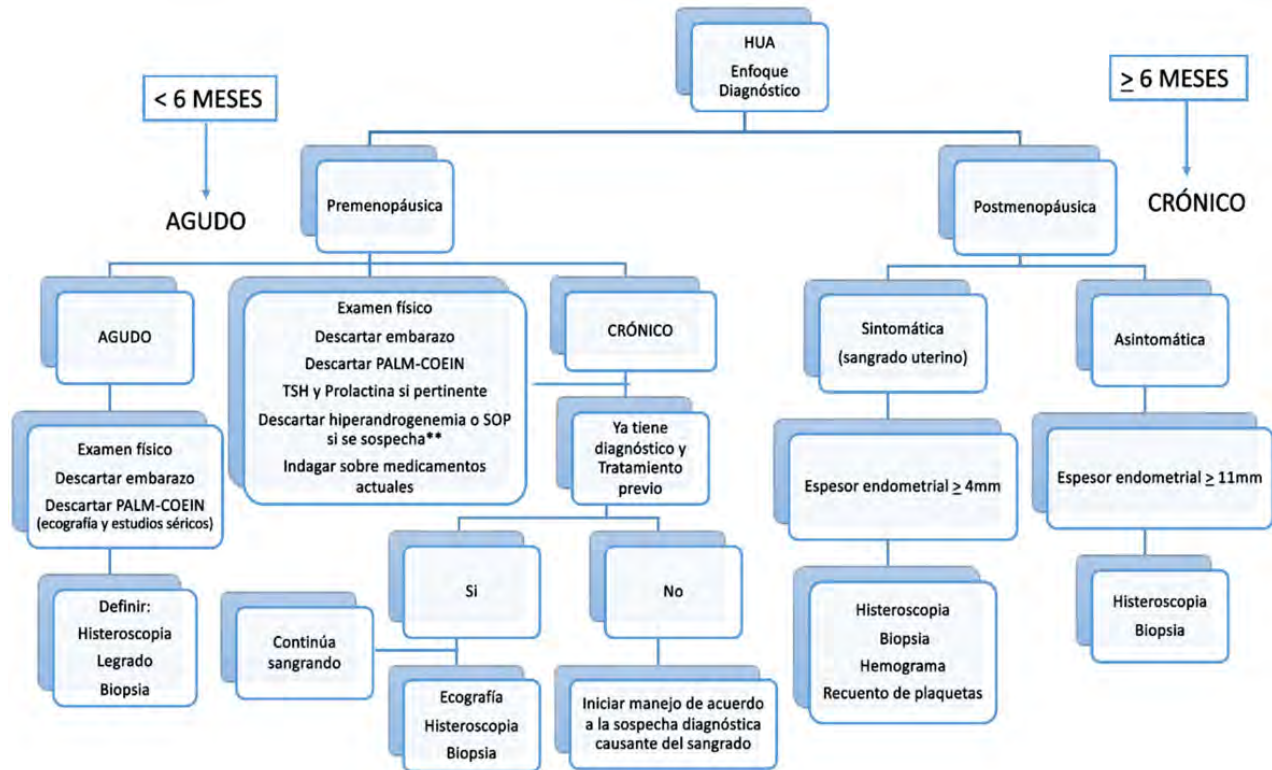 HUA
Enfoque
Diagnóstico
< 6 MESES
≥ 6 MESES
AGUDO
CRÓNICO
Premenopáusica
Postmenopáusica
AGUDO
Examen físico
Descartar embarazo
Descartar PALM-COEIN
TSH y Prolactina si pertinente
Descartar hiperandrogenemia o SOP
si se sospecha**
Indagar sobre medicamentos
actuales
CRÓNICO
Sintomática
(sangrado uterino)
Asintomática
Examen físico
Descartar embarazo
Descartar PALM-COEIN
(ecografía y estudios séricos)
Ya tiene
diagnóstico y
Tratamiento
previo
Espesor endometrial ≥ 4mm
Espesor endometrial ≥ 11mm
Definir:
Histeroscopia
Legrado
Biopsia
Continúa
sangrando
Si
No
Ecografía
Histeroscopia
Biopsia
Iniciar manejo de acuerdo
a la sospecha diagnóstica
causante del sangrado
Histeroscopia
Biopsia
Hemograma
Recuento de plaquetas
Histeroscopia
Biopsia